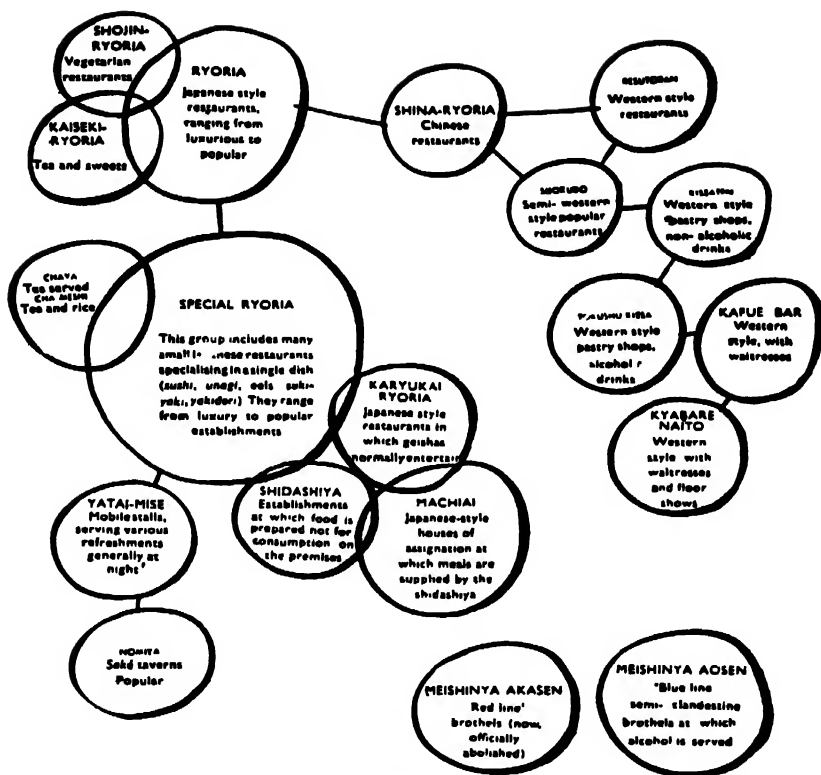 SHOJIN-
RYORIA
Vegetarian
restaurants
RYORIA
Japanese style
restaurants,
ranging from
luxurious to
popular
KAISEKI-
RYORIA
Tea and sweets
SHINA-RYORIA
Chinese
restaurants
Western style
restaurants
Semi-western
style popular
restaurants
Western style
pastry shops,
non-alcoholic
drinks
CHAYA
Tea served
CHA MESHI
Tea and rice
SPECIAL RYORIA
This group includes many
small restaurants
specialising in a single dish
(sushi, unagi, eels suki-
yaki, yakidori) They range
from luxury to popular
establishments
Western style
pastry shops,
drinks
KAFUE BAR
Western
style, with
waitresses
KYABARE
NAITO
Western
style with
waitresses
and floor
shows
KARYUKAI
RYORIA
Japanese style
restaurants in
which geishas
normally entertain
SHIDASHIYA
Establishments
at which food is
prepared not for
consumption on
the premises
MACHIAI
Japanese-style
houses of
assignation at
which meals are
supplied by the
shidashiya
YATAI-MISE
Mobile stalls,
serving various
refreshments
generally at
night'
NOMIYA
Saké taverns
Popular
MEISHINYA AKASEN
Red line'
brothels (now,
officially
abolished)
MEISHINYA AOSEN
'Blue line
semi- clandestine
brothels at which
alcohol is served